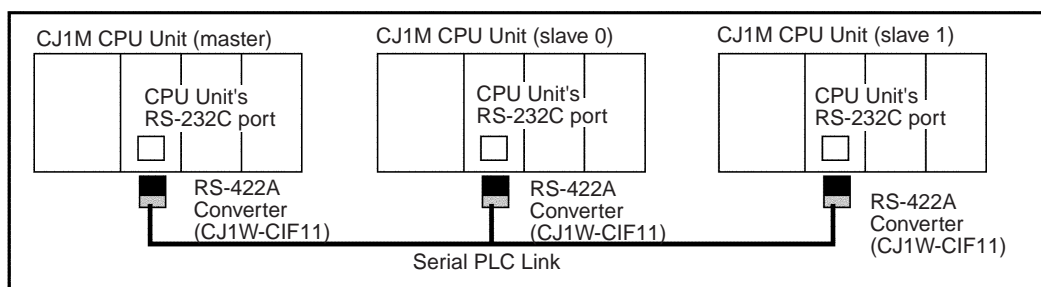 CJ1M CPU Unit (master)
CJ1M CPU Unit (slave 0)
CJ1M CPU Unit (slave 1)
CPU Unit's
RS-232C port
CPU Unit's
RS-232C port
CPU Unit's
RS-232C port
RS-422A
Converter
(CJ1W-CIF11)
RS-422A
Converter
(CJ1W-CIF11)
RS-422A
Converter
(CJ1W-CIF11)
Serial PLC Link